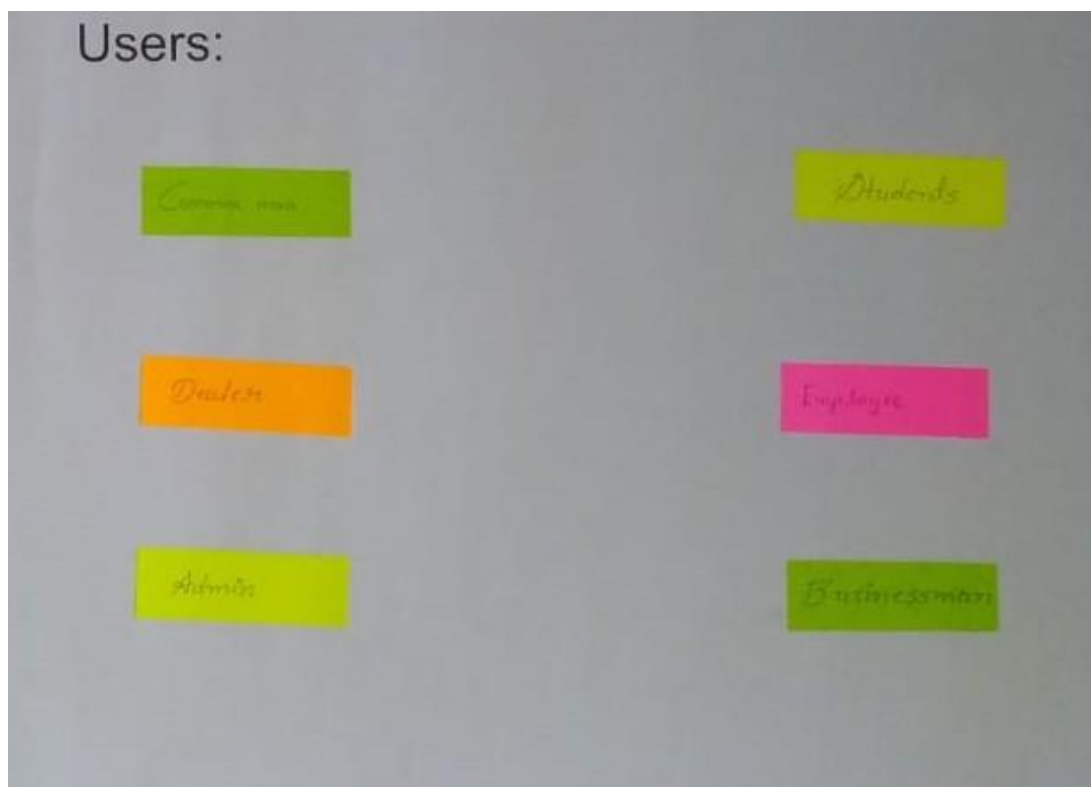 Users:
Common man
Students
Dealer
Employee
Admin
Businessman